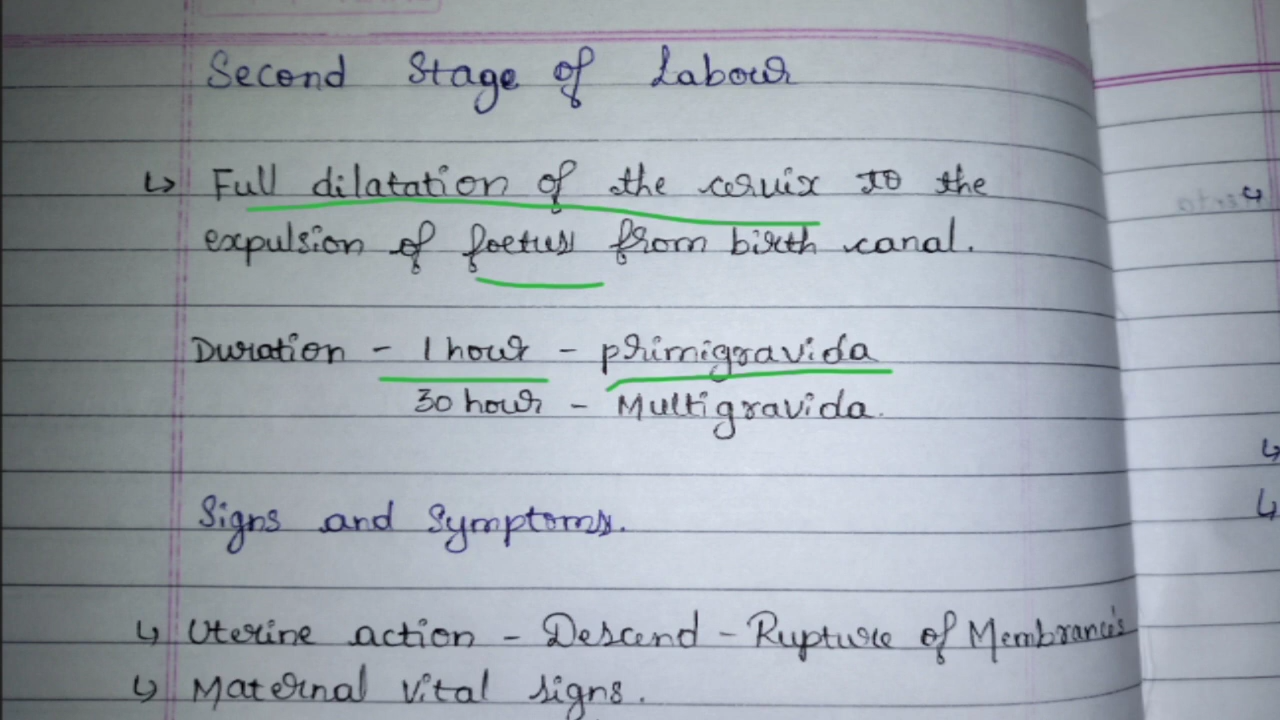 Second Stage of Labour
↳ Full dilatation of the cervix to the
expulsion of foetus from birth canal.
Duration - 1 hour - primigravida
30 hour - Multigravida.
Signs and Symptoms.
↳ Uterine action - Descend - Rupture of Membranes
↳ Maternal vital signs.